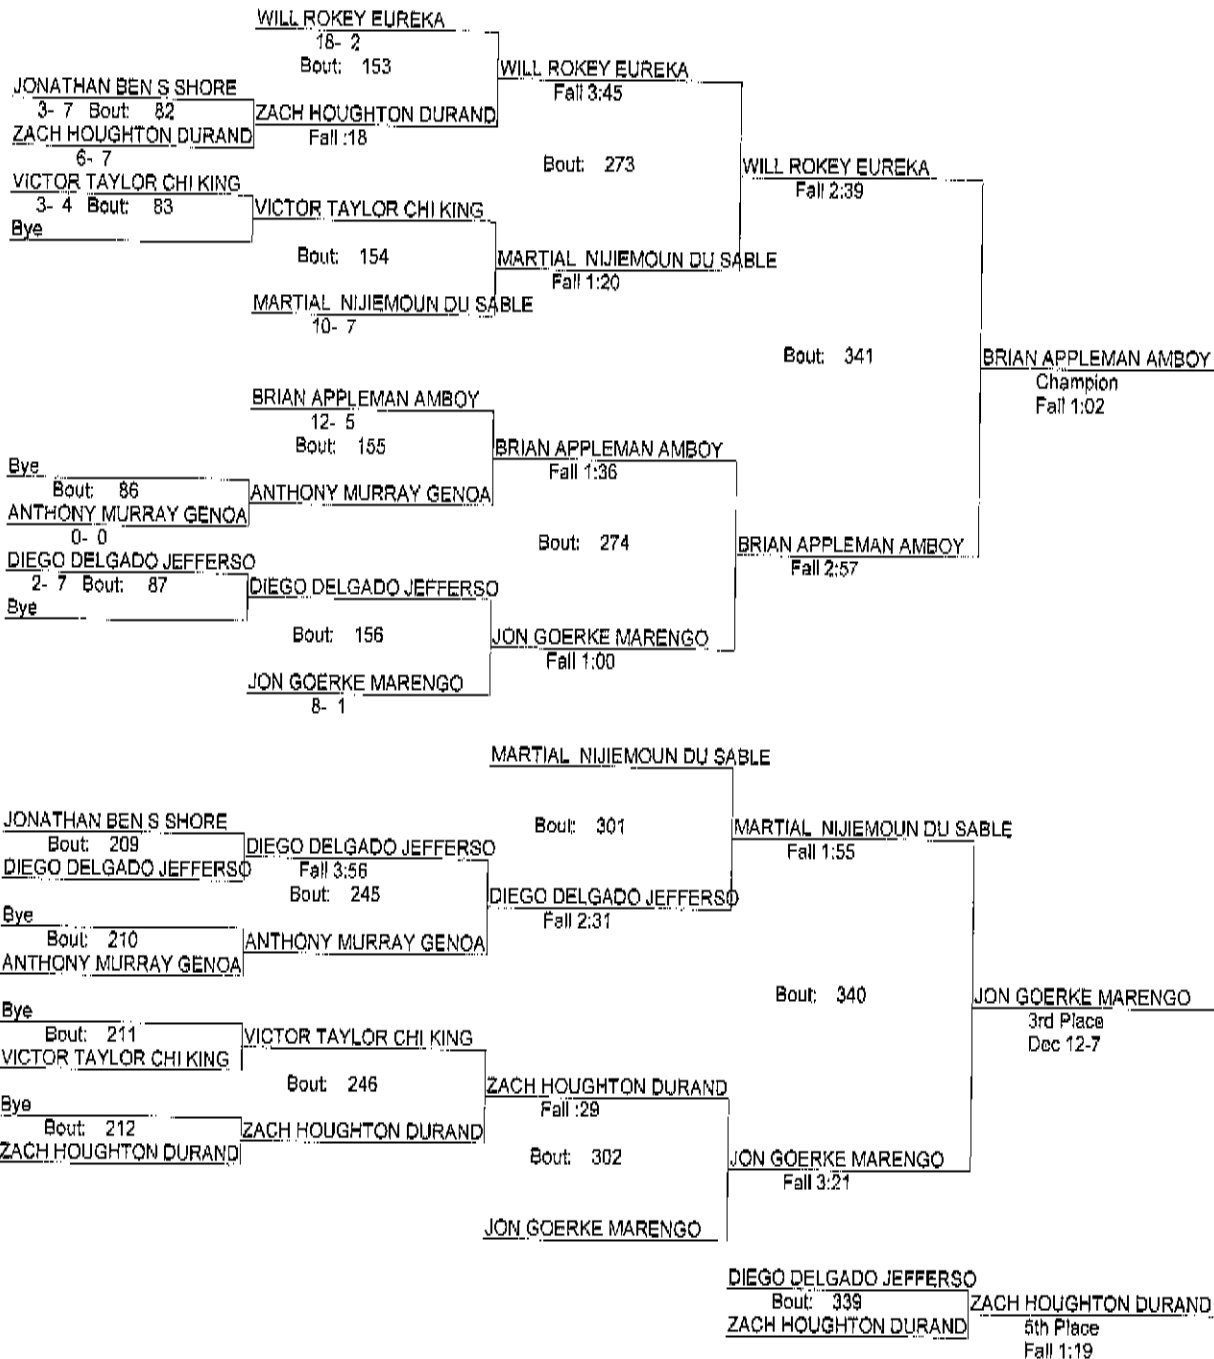 WILL ROKEY EUREKA
18- 2
Bout: 153
WILL ROKEY EUREKA
Fall 3:45
JONATHAN BEN S SHORE
3- 7 Bout: 82
ZACH HOUGHTON DURAND
Fall :18
ZACH HOUGHTON DURAND
6- 7
Bout: 273
WILL ROKEY EUREKA
Fall 2:39
VICTOR TAYLOR CHI KING
3- 4 Bout: 83
VICTOR TAYLOR CHI KING
Bye
Bout: 154
MARTIAL NIJIEMOUN DU SABLE
Fall 1:20
MARTIAL NIJIEMOUN DU SABLE
10- 7
Bout: 341
BRIAN APPLEMAN AMBOY
Champion
Fall 1:02
BRIAN APPLEMAN AMBOY
12- 5
Bout: 155
BRIAN APPLEMAN AMBOY
Fall 1:36
Bye
Bout: 86
ANTHONY MURRAY GENOA
ANTHONY MURRAY GENOA
0- 0
Bout: 274
BRIAN APPLEMAN AMBOY
Fall 2:57
DIEGO DELGADO JEFFERSO
2- 7 Bout: 87
DIEGO DELGADO JEFFERSO
Bye
Bout: 156
JON GOERKE MARENGO
Fall 1:00
JON GOERKE MARENGO
8- 1
MARTIAL NIJIEMOUN DU SABLE
JONATHAN BEN S SHORE
Bout: 209
DIEGO DELGADO JEFFERSO
Bout: 301
MARTIAL NIJIEMOUN DU SABLE
Fall 1:55
DIEGO DELGADO JEFFERSO
Fall 3:56
Bout: 245
DIEGO DELGADO JEFFERSO
Fall 2:31
Bye
Bout: 210
ANTHONY MURRAY GENOA
ANTHONY MURRAY GENOA
Bout: 340
JON GOERKE MARENGO
3rd Place
Dec 12-7
Bye
Bout: 211
VICTOR TAYLOR CHI KING
VICTOR TAYLOR CHI KING
Bout: 246
ZACH HOUGHTON DURAND
Fall :29
Bye
Bout: 212
ZACH HOUGHTON DURAND
ZACH HOUGHTON DURAND
Bout: 302
JON GOERKE MARENGO
Fall 3:21
JON GOERKE MARENGO
DIEGO DELGADO JEFFERSO
Bout: 339
ZACH HOUGHTON DURAND
ZACH HOUGHTON DURAND
5th Place
Fall 1:19